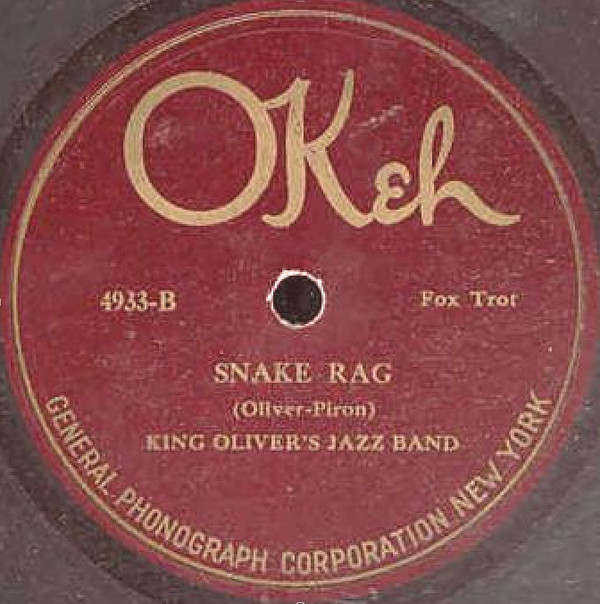 OKeh
4933-B
Fox Trot
SNAKE RAG
(Oliver-Piron)
KING OLIVER'S JAZZ BAND
GENERAL PHONOGRAPH CORPORATION NEW YORK